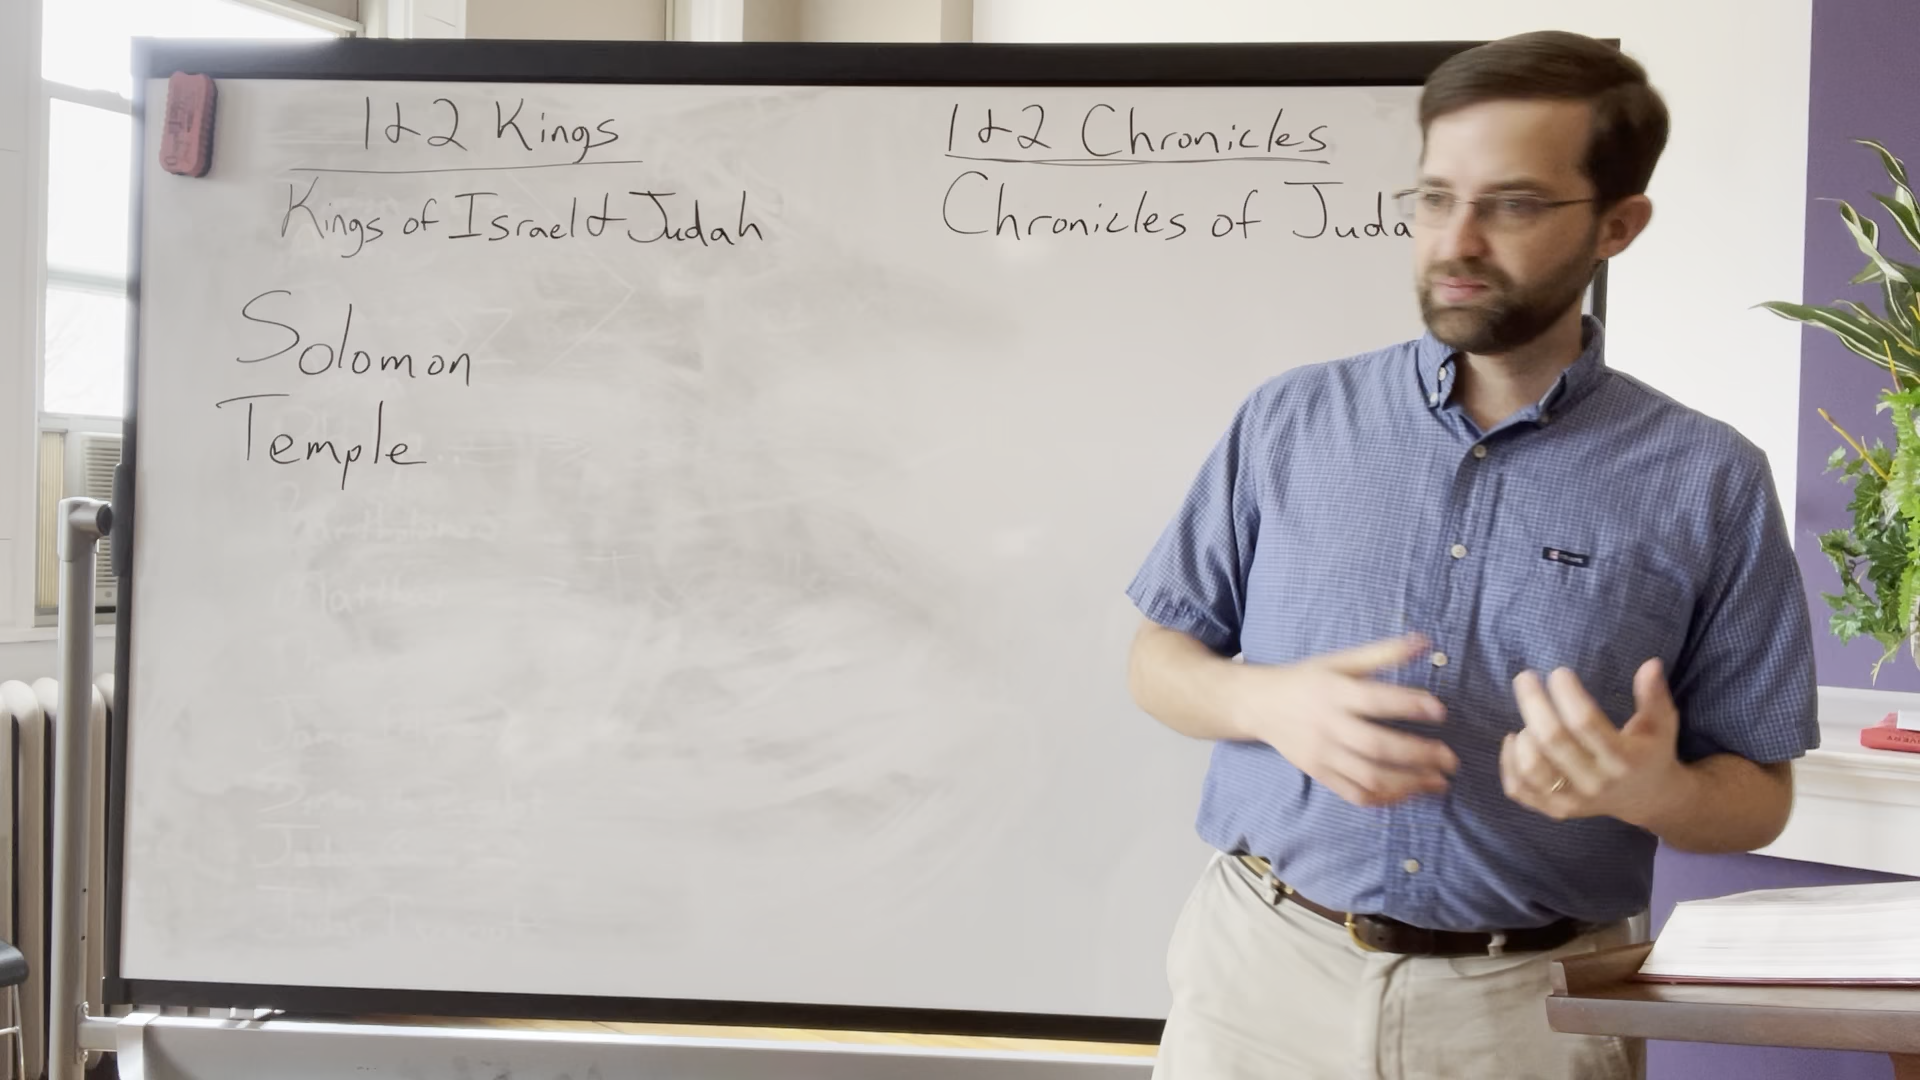 1 & 2 Kings
Kings of Israel & Judah
Solomon
Temple
1 & 2 Chronicles
Chronicles of Juda